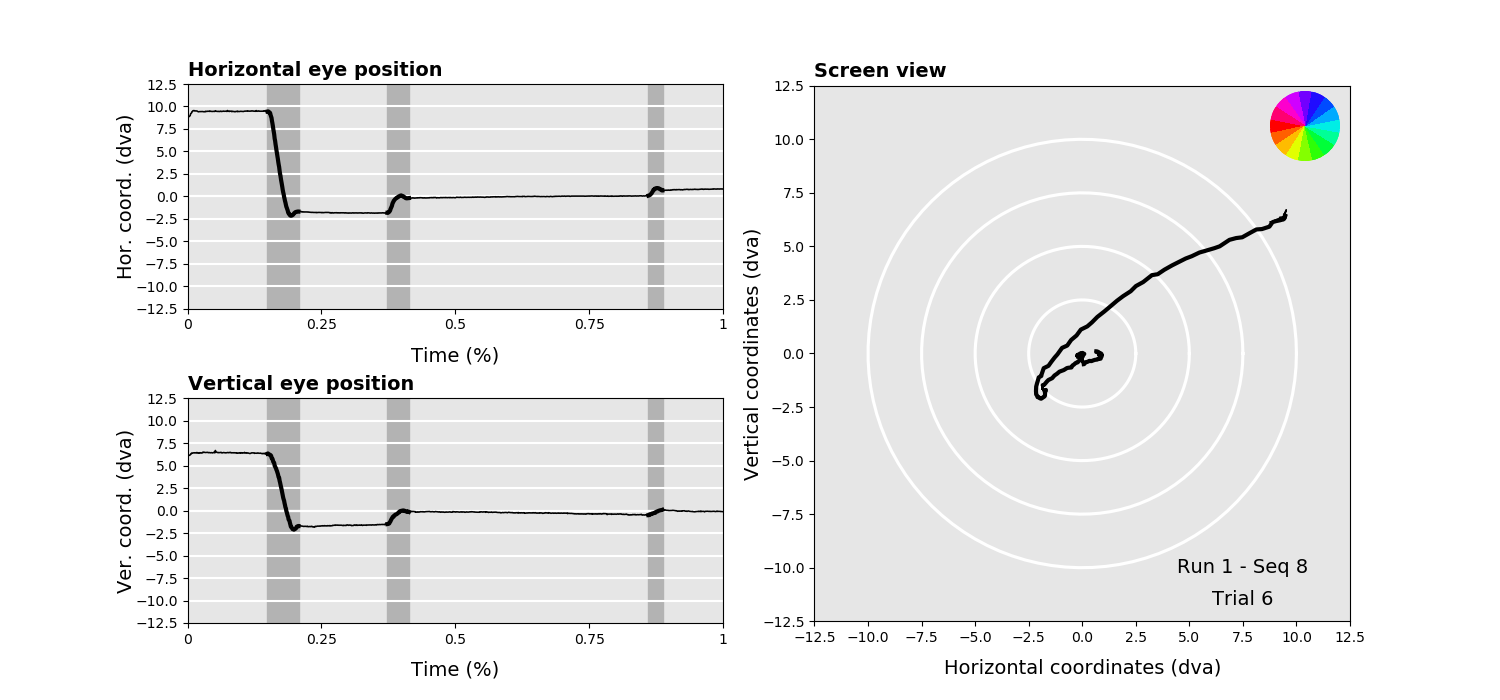 Horizontal eye position
Hor. coord. (dva)
12.5
10.0
7.5
5.0
2.5
0.0
−2.5
−5.0
−7.5
−10.0
−12.5
0 0.25 0.5 0.75 1
Time (%)
Vertical eye position
Ver. coord. (dva)
12.5
10.0
7.5
5.0
2.5
0.0
−2.5
−5.0
−7.5
−10.0
−12.5
0 0.25 0.5 0.75 1
Time (%)
Screen view
Vertical coordinates (dva)
12.5
10.0
7.5
5.0
2.5
0.0
−2.5
−5.0
−7.5
−10.0
−12.5
Run 1 - Seq 8
Trial 6
−12.5 −10.0 −7.5 −5.0 −2.5 0.0 2.5 5.0 7.5 10.0 12.5
Horizontal coordinates (dva)